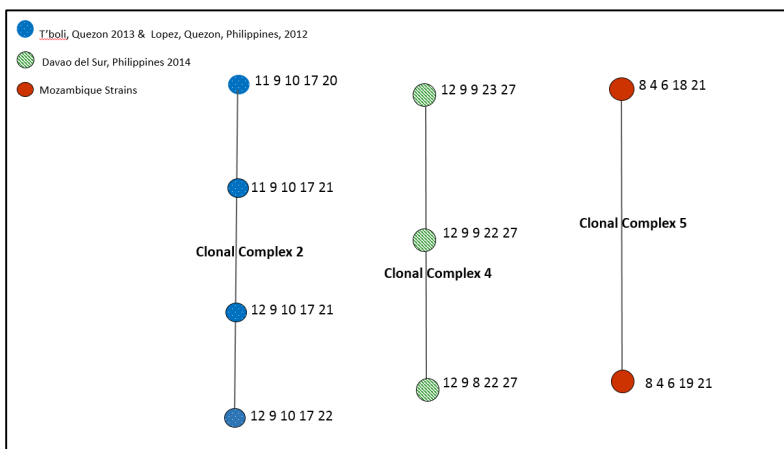 T'boli, Quezon 2013 & Lopez, Quezon, Philippines, 2012
Davao del Sur, Philippines 2014
Mozambique Strains
11 9 10 17 20
11 9 10 17 21
Clonal Complex 2
12 9 10 17 21
12 9 10 17 22
12 9 9 23 27
12 9 9 22 27
Clonal Complex 4
12 9 8 22 27
8 4 6 18 21
Clonal Complex 5
8 4 6 19 21